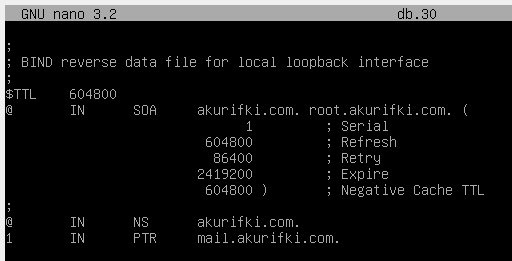 GNU nano 3.2 db.30
;
; BIND reverse data file for local loopback interface
;
$TTL 604800
@ IN SOA akurifki.com. root.akurifki.com. (
1 ; Serial
604800 ; Refresh
86400 ; Retry
2419200 ; Expire
604800 ) ; Negative Cache TTL
;
@ IN NS akurifki.com.
1 IN PTR mail.akurifki.com.